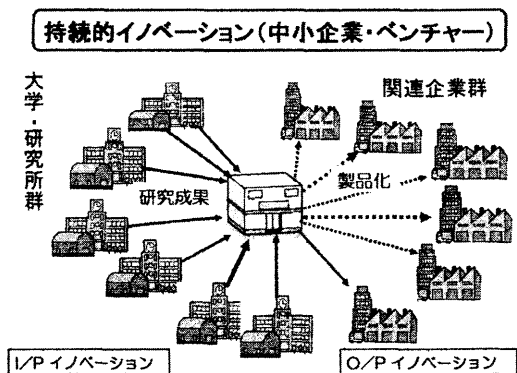 持続的イノベーション(中小企業・ベンチャー)
大学・研究所群
関連企業群
研究成果
製品化
I/P イノベーション
O/P イノベーション